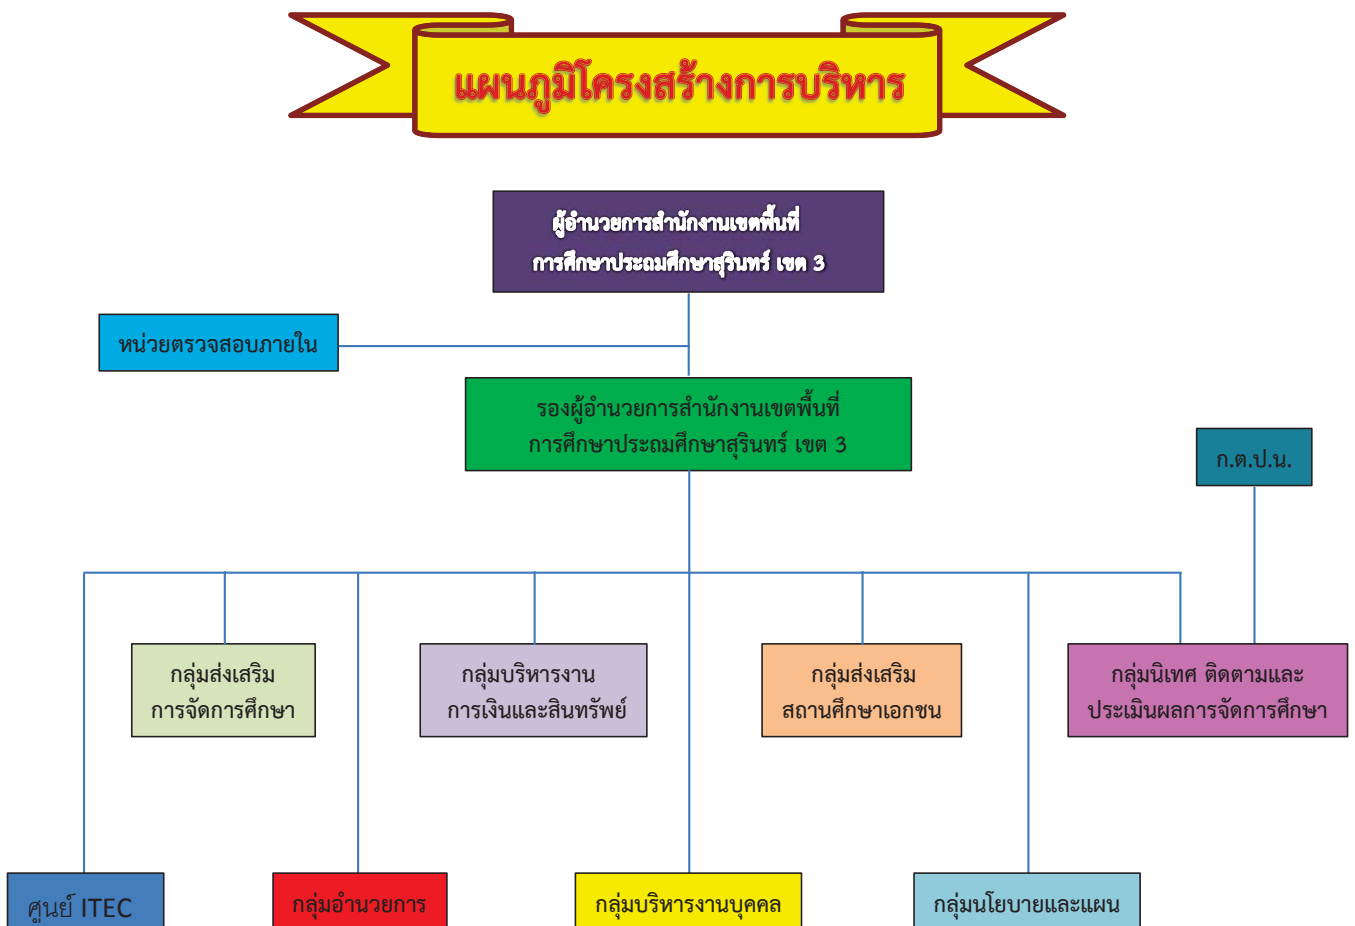 แผนภูมิโครงสร้างการบริหาร
ผู้อำนวยการสำนักงานเขตพื้นที่
การศึกษาประถมศึกษาสุรินทร์ เขต 3
หน่วยตรวจสอบภายใน
รองผู้อำนวยการสำนักงานเขตพื้นที่
การศึกษาประถมศึกษาสุรินทร์ เขต 3
ก.ต.ป.น.
กลุ่มส่งเสริม
การจัดการศึกษา
กลุ่มบริหารงาน
การเงินและสินทรัพย์
กลุ่มส่งเสริม
สถานศึกษาเอกชน
กลุ่มนิเทศ ติดตามและ
ประเมินผลการจัดการศึกษา
ศูนย์ ITEC
กลุ่มอำนวยการ
กลุ่มบริหารงานบุคคล
กลุ่มนโยบายและแผน